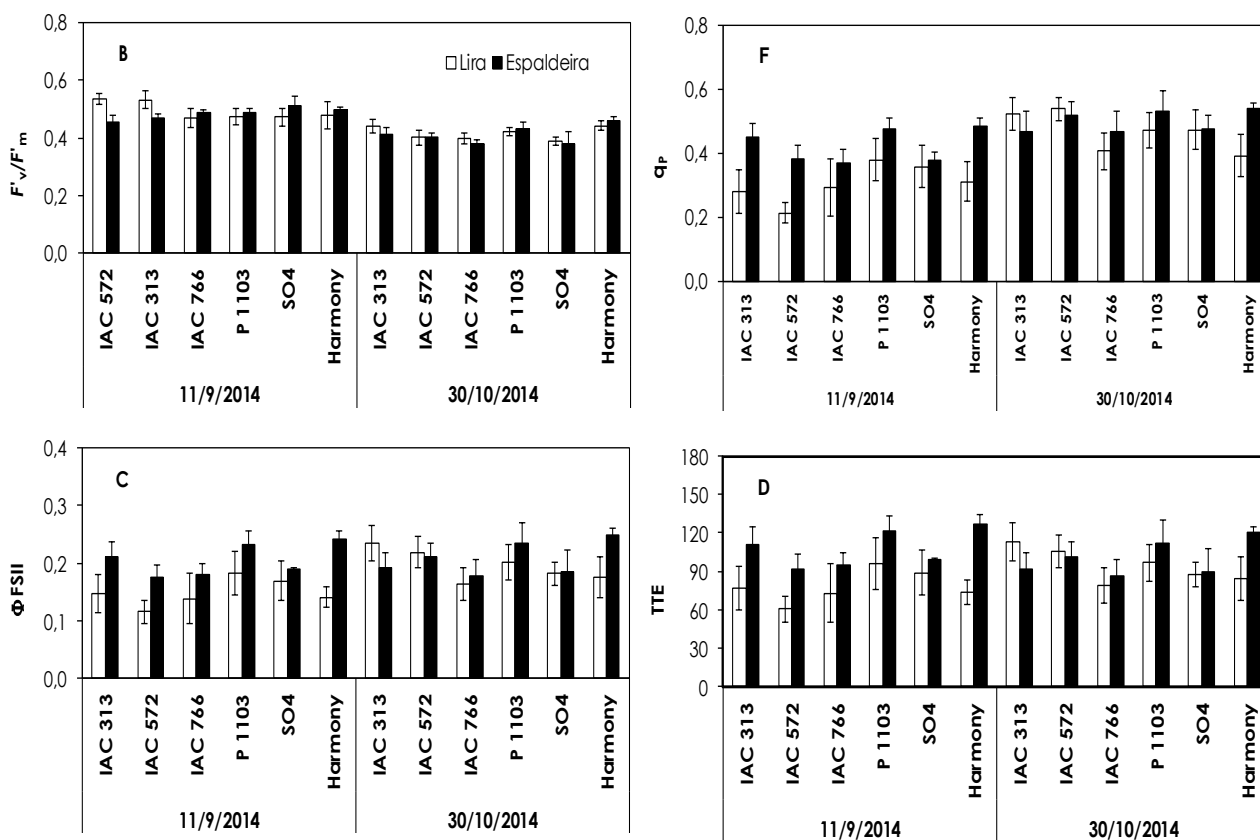 B
Lira Espaldeira
F'v/F'm
0,8
0,6
0,4
0,2
0,0
IAC 572
IAC 313
IAC 766
P 1103
SO4
Harmony
IAC 313
IAC 572
IAC 766
P 1103
SO4
Harmony
11/9/2014
30/10/2014
F
qP
0,8
0,6
0,4
0,2
0,0
IAC 313
IAC 572
IAC 766
P 1103
SO4
Harmony
IAC 313
IAC 572
IAC 766
P 1103
SO4
Harmony
11/9/2014
30/10/2014
C
ΦFSII
0,4
0,3
0,2
0,1
0,0
IAC 313
IAC 572
IAC 766
P 1103
SO4
Harmony
IAC 313
IAC 572
IAC 766
P 1103
SO4
Harmony
11/9/2014
30/10/2014
D
TTE
180
150
120
90
60
30
0
IAC 313
IAC 572
IAC 766
P 1103
SO4
Harmony
IAC 313
IAC 572
IAC 766
P 1103
SO4
Harmony
11/9/2014
30/10/2014